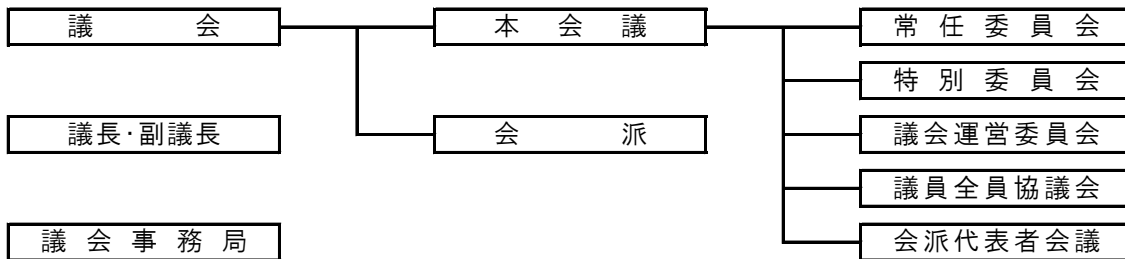 議会 本会議 常任委員会
特別委員会
議長・副議長 会派 議会運営委員会
議員全員協議会
議会事務局 会派代表者会議